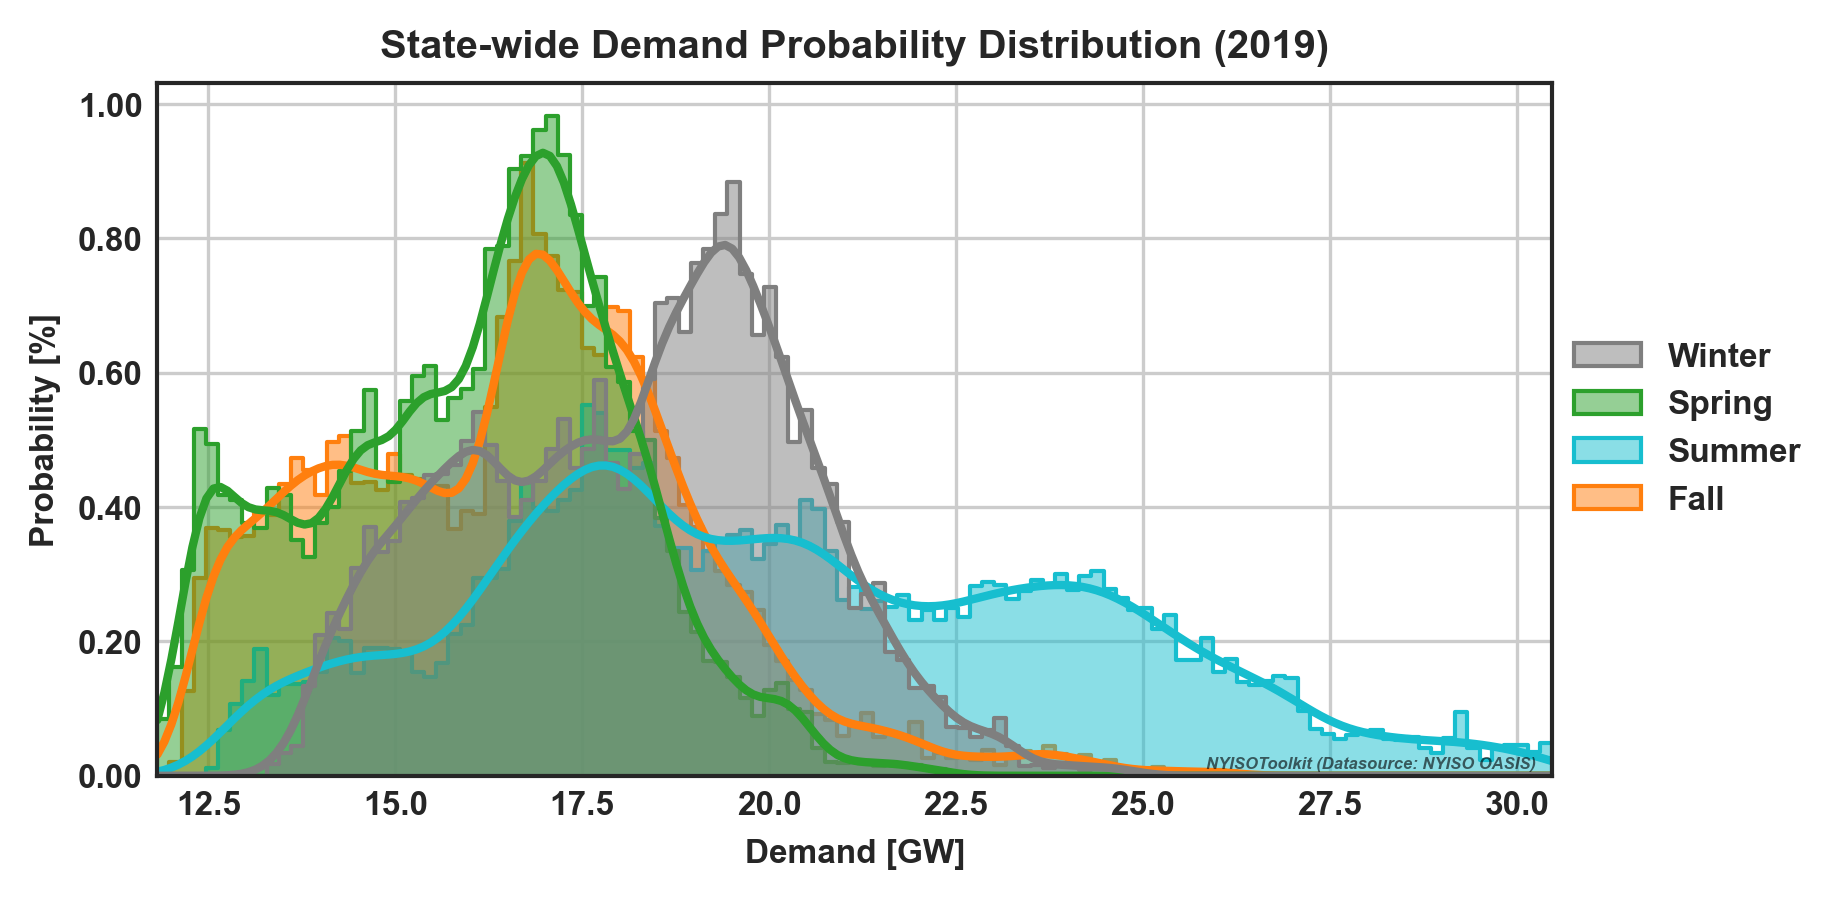 State-wide Demand Probability Distribution (2019)
Probability [%]
1.00
0.80
0.60
0.40
0.20
0.00
12.5 15.0 17.5 20.0 22.5 25.0 27.5 30.0
Demand [GW]
Winter
Spring
Summer
Fall
NYISOToolkit (Datasource: NYISO OASIS)